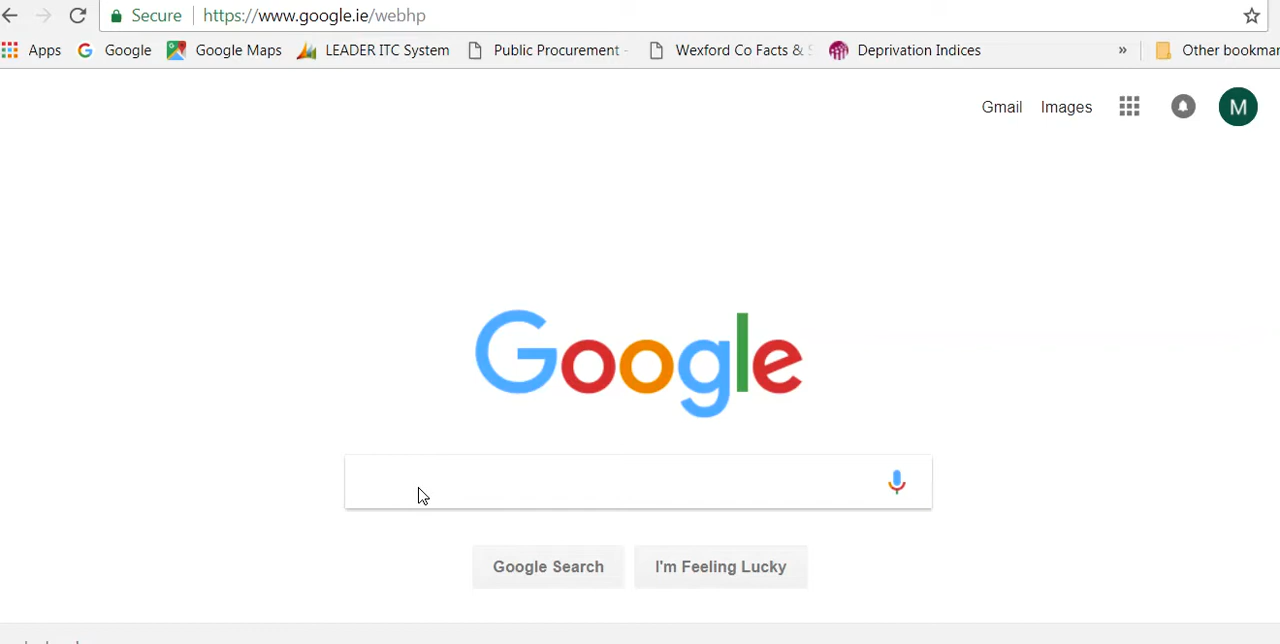 Secure https://www.google.ie/webhp
Apps Google Google Maps LEADER ITC System Public Procurement - Wexford Co Facts & Deprivation Indices » Other bookmar
Gmail Images M
Google
Google Search I'm Feeling Lucky